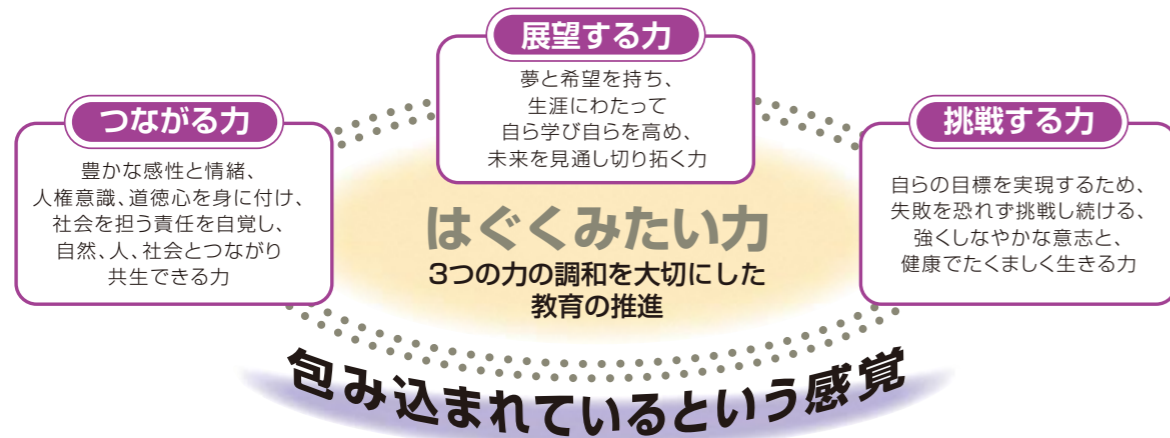 展望する力
夢と希望を持ち、
生涯にわたって
自ら学び自らを高め、
未来を見通し切り拓く力
つながる力
豊かな感性と情緒、
人権意識、道徳心を身に付け、
社会を担う責任を自覚し、
自然、人、社会とつながり
共生できる力
挑戦する力
自らの目標を実現するため、
失敗を恐れず挑戦し続ける、
強くしなやかな意志と、
健康でたくましく生きる力
はぐくみたい力
3つの力の調和を大切にした
教育の推進
包み込まれているという感覚